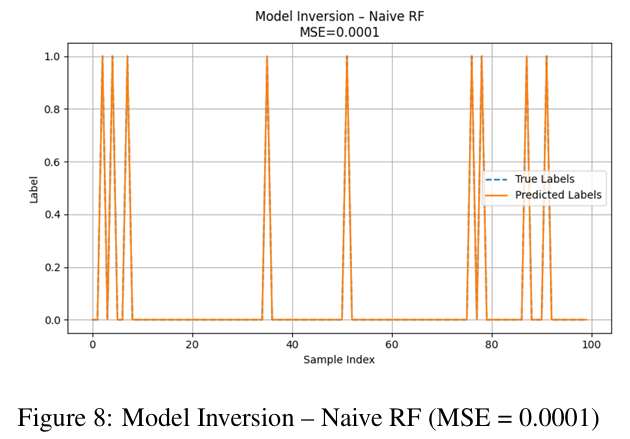 Model Inversion – Naive RF
MSE=0.0001
1.0
0.8
0.6
0.4
0.2
0.0
Label
True Labels
Predicted Labels
0
20
40
60
80
100
Sample Index
Figure 8: Model Inversion – Naive RF (MSE = 0.0001)